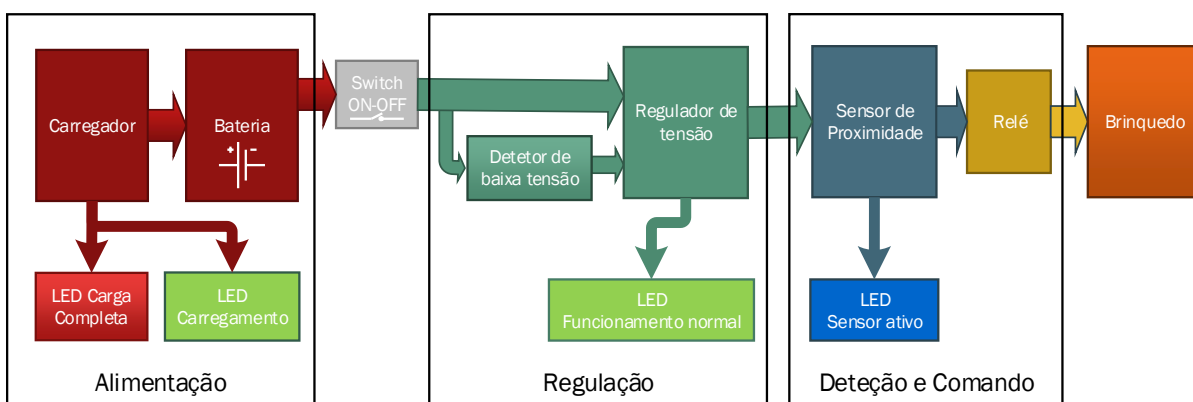 Carregador
Bateria
+ -
Switch
ON-OFF
Detetor de
baixa tensão
Regulador de
tensão
Sensor de
Proximidade
Relé
Brinquedo
LED Carga
Completa
LED
Carregamento
LED
Funcionamento normal
LED
Sensor ativo
Alimentação
Regulação
Deteção e Comando